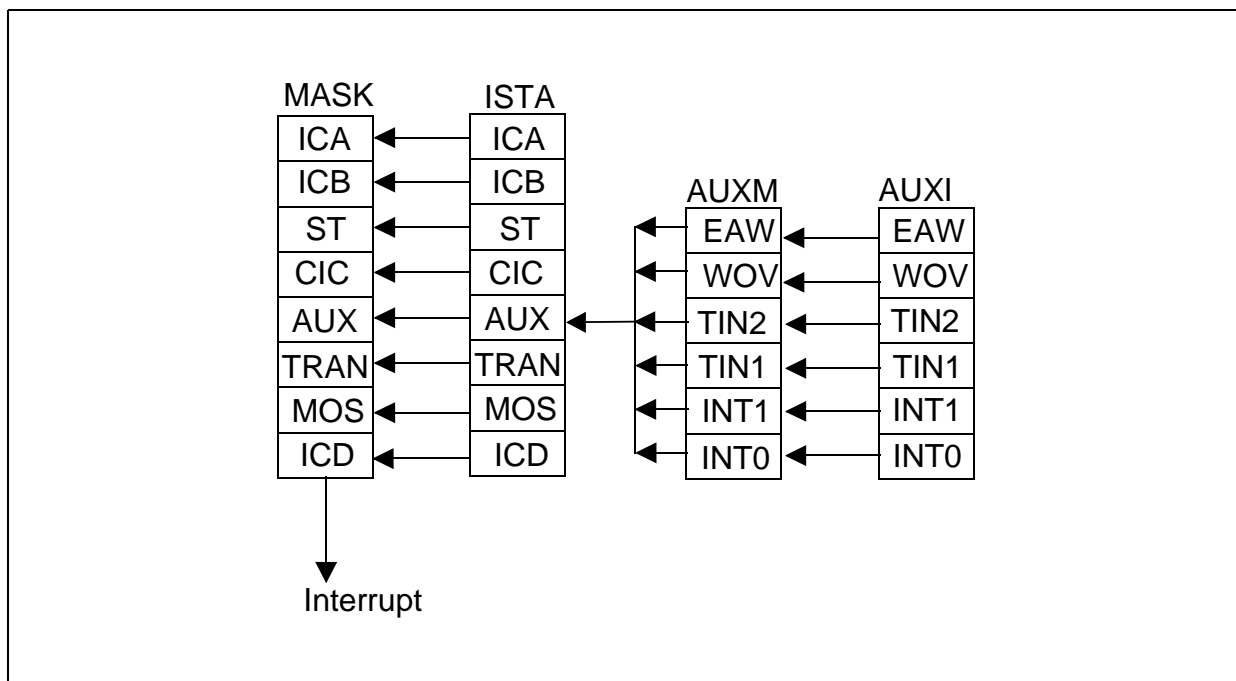 MASK
ICA
ICB
ST
CIC
AUX
TRAN
MOS
ICD
Interrupt
ISTA
ICA
ICB
ST
CIC
AUX
TRAN
MOS
ICD
AUXM
EAW
WOV
TIN2
TIN1
INT1
INT0
AUXI
EAW
WOV
TIN2
TIN1
INT1
INT0